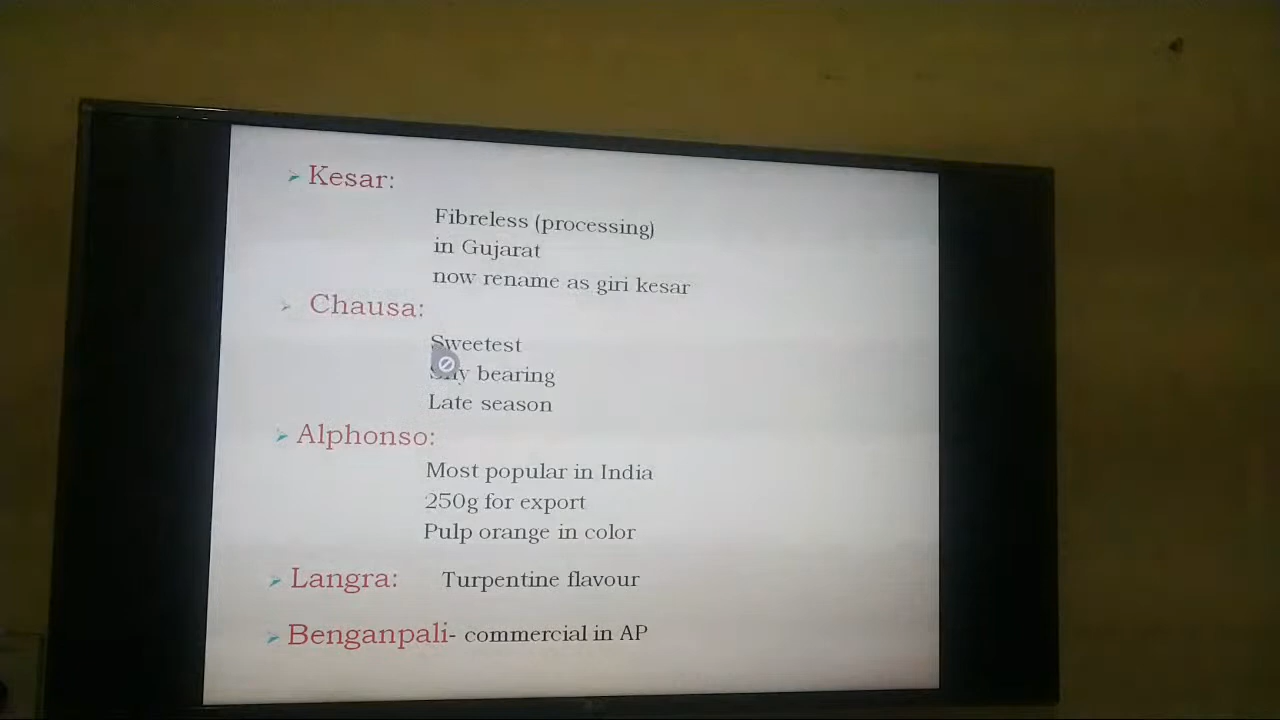 Kesar:
Fibreless (processing)
in Gujarat
now rename as giri kesar
Chausa:
Sweetest
bearing
Late season
Alphonso:
Most popular in India
250g for export
Pulp orange in color
Langra: Turpentine flavour
Benganpali- commercial in AP